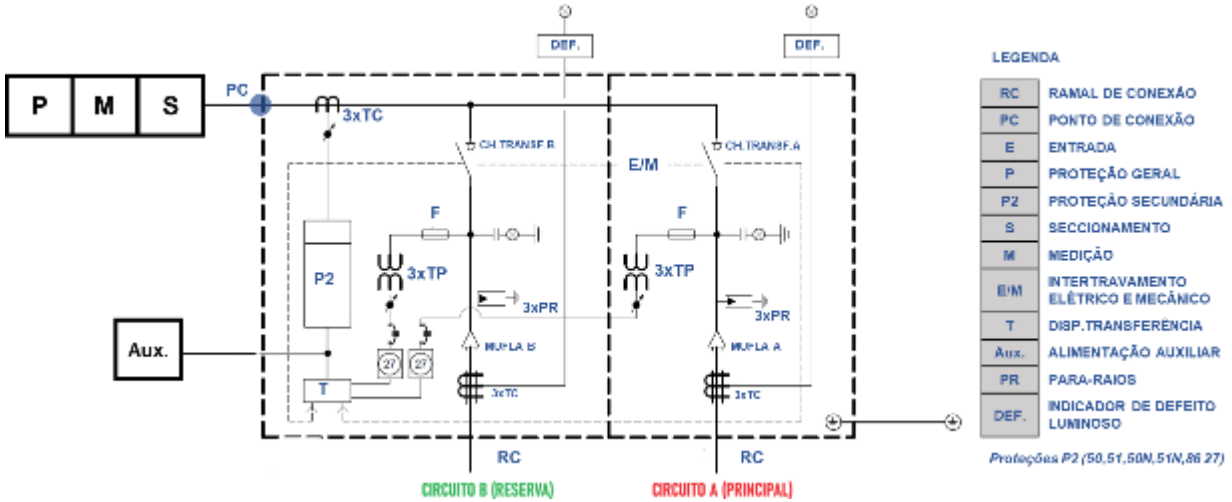 DEF.
DEF.
LEGENDA
P M S
PC
3xTC
CH.TRANSF.B
E/M
CH.TRANSF.A
F
F
P2
3xTP
3xTP
3xPR
3xPR
Aux.
27
27
MUFLA B
MUFLA A
T
3xTC
3xTC
RC
RC
CIRCUITO B (RESERVA)
CIRCUITO A (PRINCIPAL)
RC RAMAL DE CONEXÃO
PC PONTO DE CONEXÃO
E ENTRADA
P PROTEÇÃO GERAL
P2 PROTEÇÃO SECUNDÁRIA
S SECCIONAMENTO
M MEDIÇÃO
E/M INTERTRAVAMENTO
ELÉTRICO E MECÂNICO
T DISP.TRANSFERÊNCIA
Aux. ALIMENTAÇÃO AUXILIAR
PR PARA-RAIOS
DEF. INDICADOR DE DEFEITO
LUMINOSO
Proteções P2 (50,51,50N,51N,86 27)